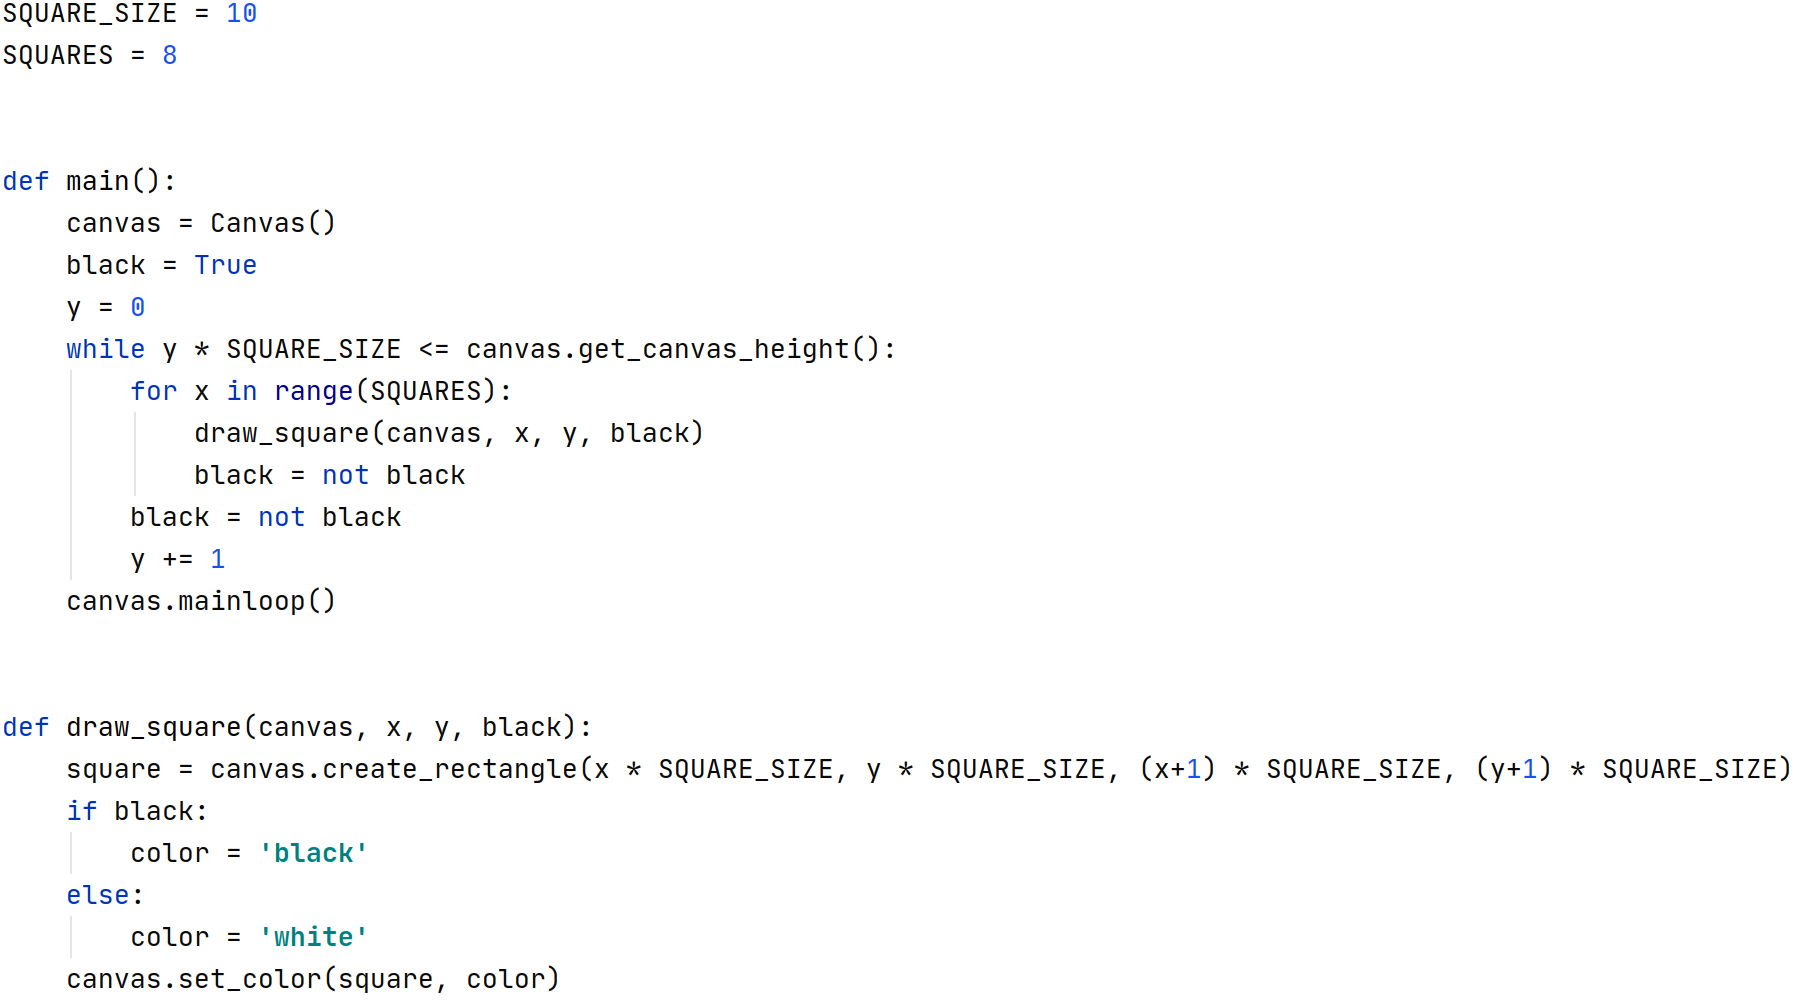 SQUARE_SIZE = 10
SQUARES = 8
def main():
    canvas = Canvas()
    black = True
    y = 0
    while y * SQUARE_SIZE <= canvas.get_canvas_height():
        for x in range(SQUARES):
            draw_square(canvas, x, y, black)
            black = not black
        black = not black
        y += 1
    canvas.mainloop()
def draw_square(canvas, x, y, black):
    square = canvas.create_rectangle(x * SQUARE_SIZE, y * SQUARE_SIZE, (x+1) * SQUARE_SIZE, (y+1) * SQUARE_SIZE)
    if black:
        color = 'black'
    else:
        color = 'white'
    canvas.set_color(square, color)